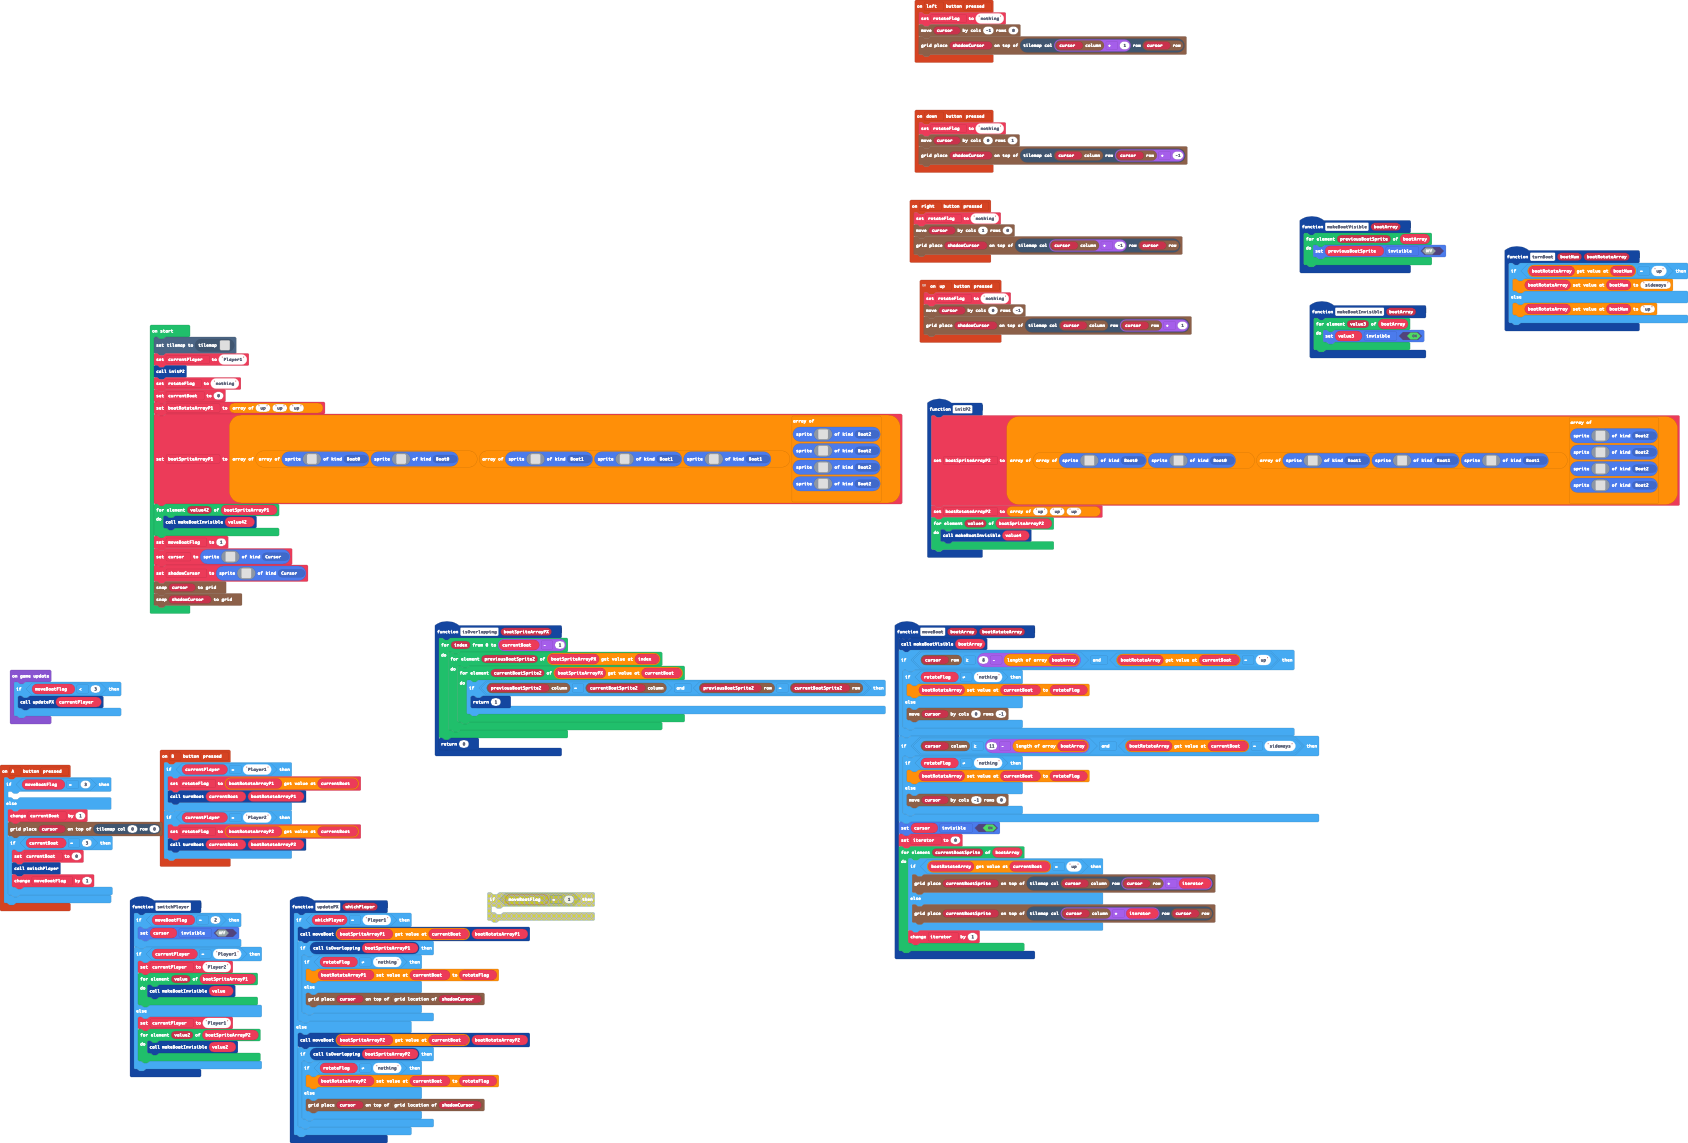 on left button pressed
set rotateFlag to nothing
move cursor by cols -1 rows 0
grid place shadowCursor on top of tilemap col cursor column + 1 row cursor row
on down button pressed
set rotateFlag to nothing
move cursor by cols 0 rows 1
grid place shadowCursor on top of tilemap col cursor column row cursor row + -1
on right button pressed
set rotateFlag to nothing
move cursor by cols 1 rows 0
grid place shadowCursor on top of tilemap col cursor column + -1 row cursor row
on up button pressed
set rotateFlag to nothing
move cursor by cols 0 rows -1
grid place shadowCursor on top of tilemap col cursor column row cursor row + 1
function makeBoatVisible boatArray
for element previousBoatSprite of boatArray
do set previousBoatSprite invisible OFF
function makeBoatInvisible boatArray
for element value3 of boatArray
do set value3 invisible ON
function turnBoat boatNum boatRotateArray
if boatRotateArray get value at boatNum = up then
boatRotateArray set value at boatNum to sideways
else
boatRotateArray set value at boatNum to up
on start
set tilemap to tilemap
set currentPlayer to Player1
call initP2
set rotateFlag to nothing
set currentBoat to 0
set boatRotateArrayP1 to array of up up up
set boatSpriteArrayP1 to array of array of sprite of kind Boat0 sprite of kind Boat0 array of sprite of kind Boat1 sprite of kind Boat1 sprite of kind Boat1
array of
sprite of kind Boat2
sprite of kind Boat2
sprite of kind Boat2
sprite of kind Boat2
for element value42 of boatSpriteArrayP1
do call makeBoatInvisible value42
set moveBoatFlag to 1
set cursor to sprite of kind Cursor
set shadowCursor to sprite of kind Cursor
snap cursor to grid
snap shadowCursor to grid
function initP2
set boatSpriteArrayP2 to array of array of sprite of kind Boat0 sprite of kind Boat0 array of sprite of kind Boat1 sprite of kind Boat1 sprite of kind Boat1
array of
sprite of kind Boat2
sprite of kind Boat2
sprite of kind Boat2
sprite of kind Boat2
set boatRotateArrayP2 to array of up up up
for element value4 of boatSpriteArrayP2
do call makeBoatInvisible value4
on game update
if moveBoatFlag < 3 then
call updatePX currentPlayer
function isOverlapping boatSpriteArrayPX
for index from 0 to currentBoat - 1
do for element previousBoatSprite2 of boatSpriteArrayPX get value at index
do for element currentBoatSprite2 of boatSpriteArrayPX get value at currentBoat
do if previousBoatSprite2 column = currentBoatSprite2 column and previousBoatSprite2 row = currentBoatSprite2 row then
return 1
return 0
function moveBoat boatArray boatRotateArray
call makeBoatVisible boatArray
if cursor row ≥ 8 - length of array boatArray and boatRotateArray get value at currentBoat = up then
if rotateFlag ≠ nothing then
boatRotateArray set value at currentBoat to rotateFlag
else
move cursor by cols 0 rows -1
if cursor column ≥ 11 - length of array boatArray and boatRotateArray get value at currentBoat = sideways then
if rotateFlag ≠ nothing then
boatRotateArray set value at currentBoat to rotateFlag
else
move cursor by cols -1 rows 0
set cursor invisible ON
set iterator to 0
for element currentBoatSprite of boatArray
do if boatRotateArray get value at currentBoat = up then
grid place currentBoatSprite on top of tilemap col cursor column row cursor row + iterator
else
grid place currentBoatSprite on top of tilemap col cursor column + iterator row cursor row
change iterator by 1
on A button pressed
if moveBoatFlag = 3 then
else
change currentBoat by 1
grid place cursor on top of tilemap col 0 row 0
if currentBoat = 3 then
set currentBoat to 0
call switchPlayer
change moveBoatFlag by 1
on B button pressed
if currentPlayer = Player1 then
set rotateFlag to boatRotateArrayP1 get value at currentBoat
call turnBoat currentBoat boatRotateArrayP1
if currentPlayer = Player2 then
set rotateFlag to boatRotateArrayP2 get value at currentBoat
call turnBoat currentBoat boatRotateArrayP2
function switchPlayer
if moveBoatFlag = 2 then
set cursor invisible OFF
if currentPlayer = Player1 then
set currentPlayer to Player2
for element value of boatSpriteArrayP1
do call makeBoatInvisible value
else
set currentPlayer to Player1
for element value2 of boatSpriteArrayP2
do call makeBoatInvisible value2
function updatePX whichPlayer
if whichPlayer = Player1 then
call moveBoat boatSpriteArrayP1 get value at currentBoat boatRotateArrayP1
if call isOverlapping boatSpriteArrayP1 then
if rotateFlag ≠ nothing then
boatRotateArrayP1 set value at currentBoat to rotateFlag
else
grid place cursor on top of grid location of shadowCursor
else
call moveBoat boatSpriteArrayP2 get value at currentBoat boatRotateArrayP2
if call isOverlapping boatSpriteArrayP2 then
if rotateFlag ≠ nothing then
boatRotateArrayP2 set value at currentBoat to rotateFlag
else
grid place cursor on top of grid location of shadowCursor
if moveBoatFlag = 3 then